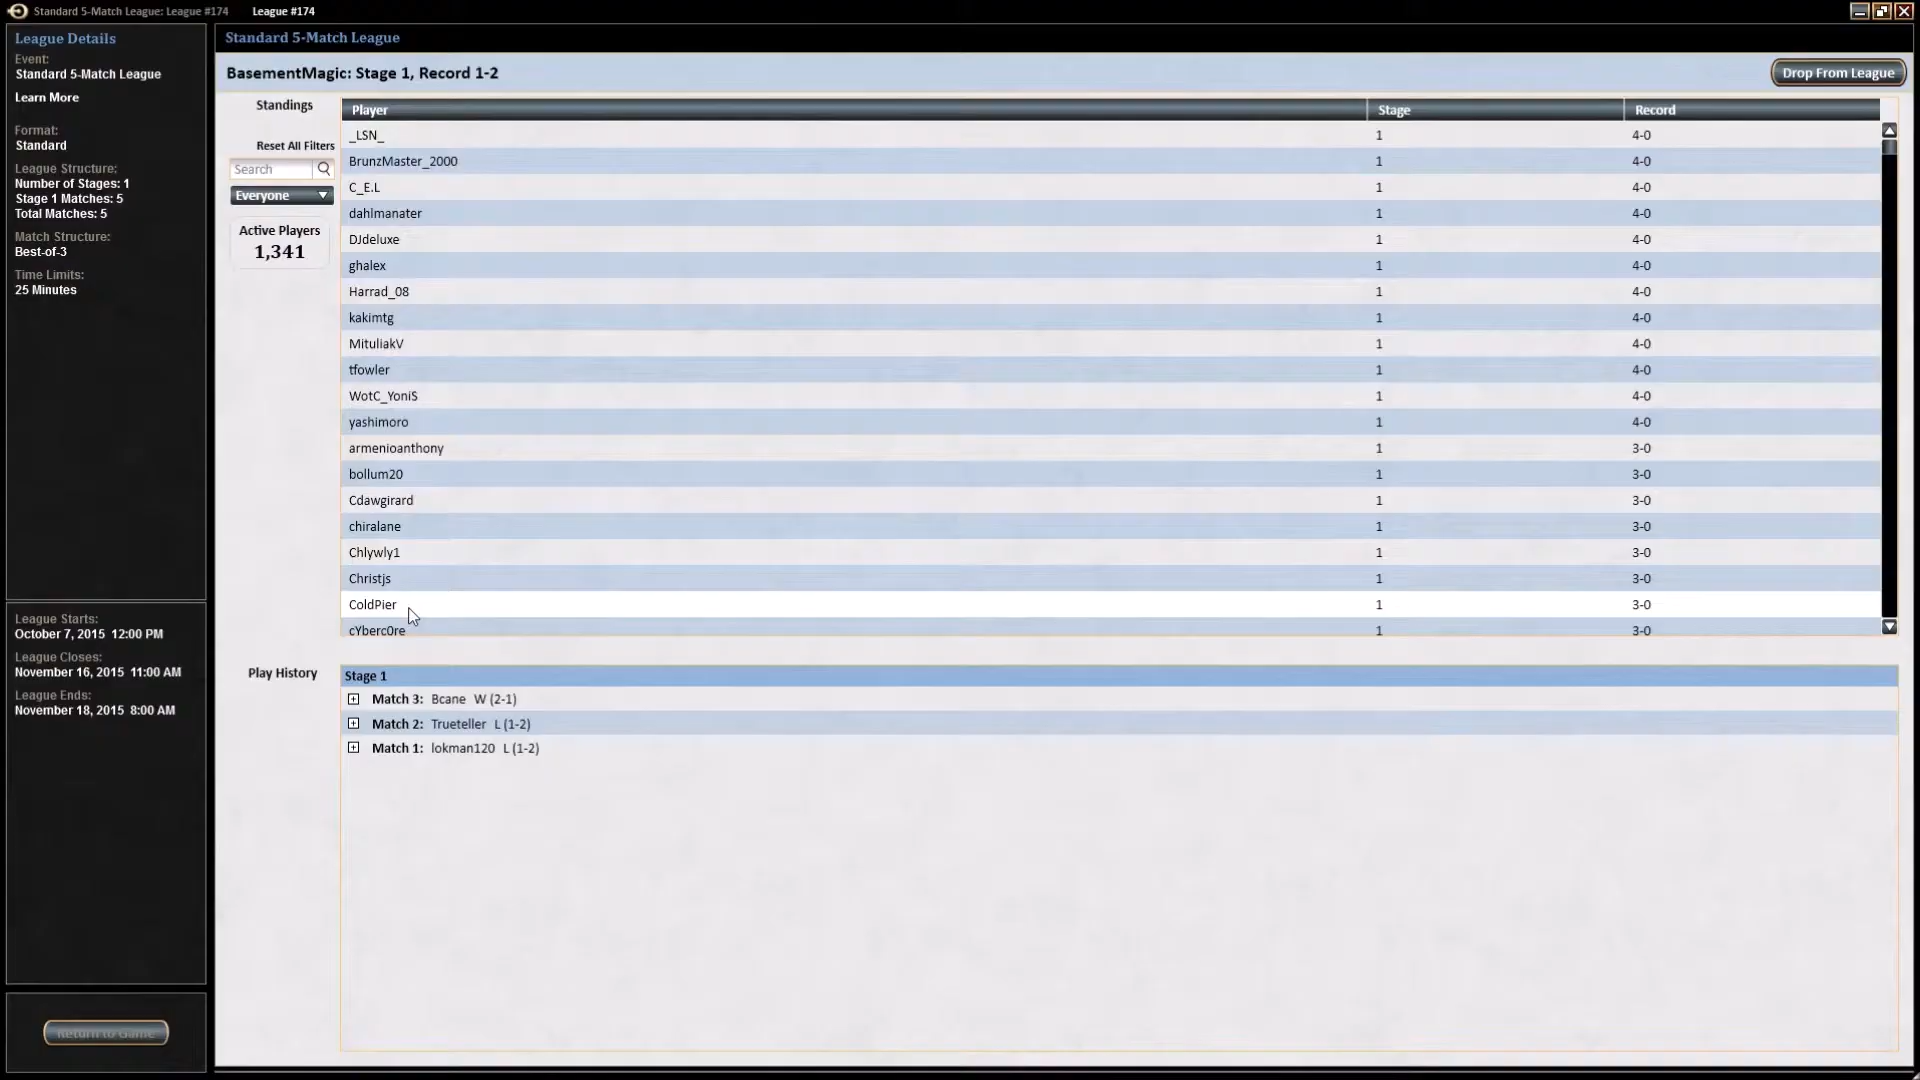 Standard 5-Match League: League #174 League #174
League Details
Event:
Standard 5-Match League
Learn More
Format:
Standard
League Structure:
Number of Stages: 1
Stage 1 Matches: 5
Total Matches: 5
Match Structure:
Best-of-3
Time Limits:
25 Minutes
League Starts:
October 7, 2015 12:00 PM
League Closes:
November 16, 2015 11:00 AM
League Ends:
November 18, 2015 8:00 AM
Return to Game
Standard 5-Match League
BasementMagic: Stage 1, Record 1-2
Drop From League
Standings
Reset All Filters
Search
Everyone
Active Players
1,341
Player Stage Record
_LSN_ 1 4-0
BrunzMaster_2000 1 4-0
C_E.L 1 4-0
dahlmanater 1 4-0
DJdeluxe 1 4-0
ghalex 1 4-0
Harrad_08 1 4-0
kakimtg 1 4-0
MituliakV 1 4-0
tfowler 1 4-0
WotC_YoniS 1 4-0
yashimoro 1 4-0
armenioanthony 1 3-0
bollum20 1 3-0
Cdawgirard 1 3-0
chiralane 1 3-0
Chlywly1 1 3-0
Christjs 1 3-0
ColdPier 1 3-0
cYberc0re 1 3-0
Play History
Stage 1
Match 3: Bcane W (2-1)
Match 2: Trueteller L (1-2)
Match 1: lokman120 L (1-2)